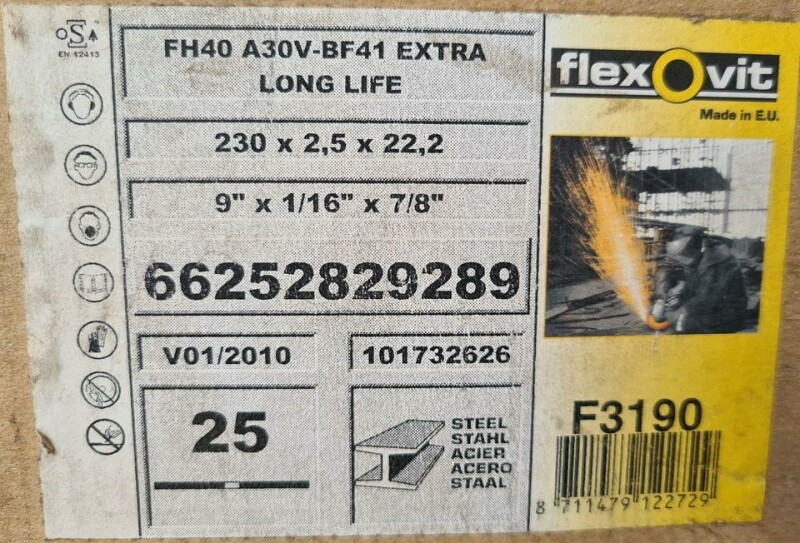 oSA
EN 12413
FH40 A30V-BF41 EXTRA
LONG LIFE
230 x 2,5 x 22,2
9" x 1/16" x 7/8"
66252829289
V01/2010
101732626
25
STEEL
STAHL
ACIER
ACERO
STAAL
flexovit
Made in E.U.
F3190
8 711479 122729